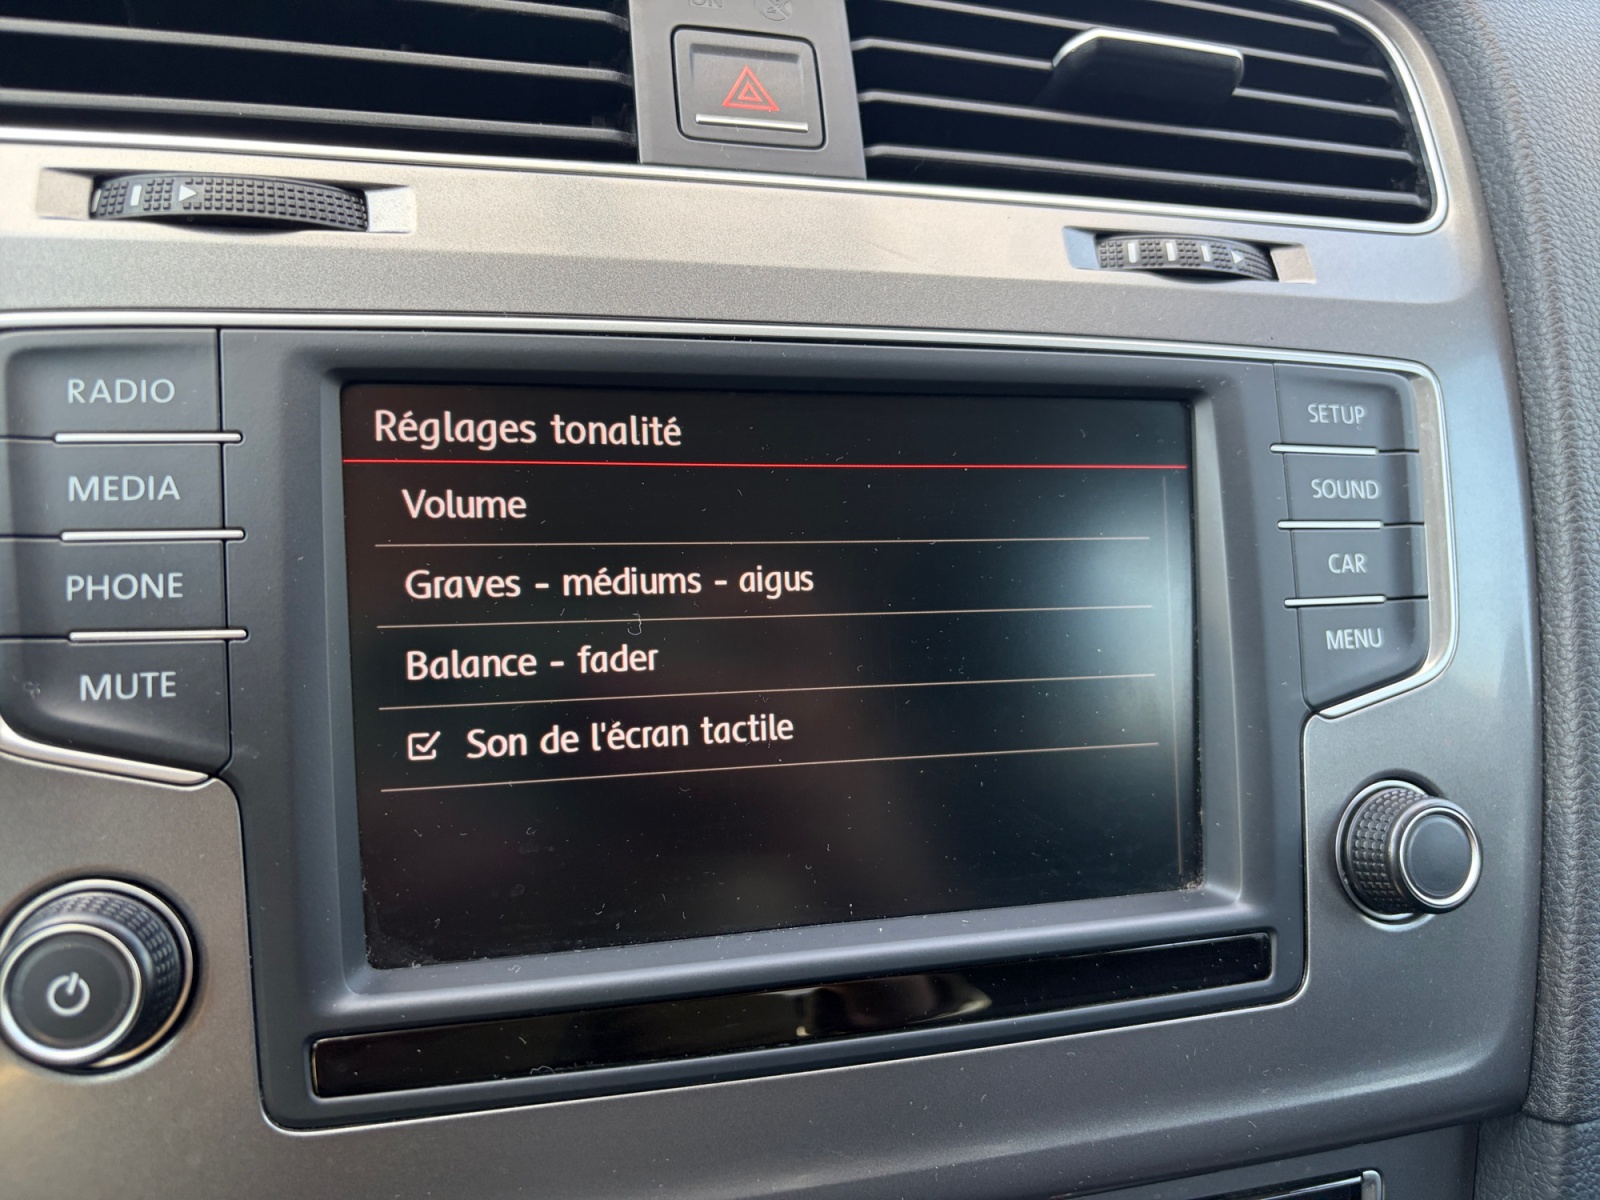 ON
RADIO
MEDIA
PHONE
MUTE
Réglages tonalité
Volume
Graves - médiums - aigus
Balance - fader
Son de l'écran tactile
SETUP
SOUND
CAR
MENU